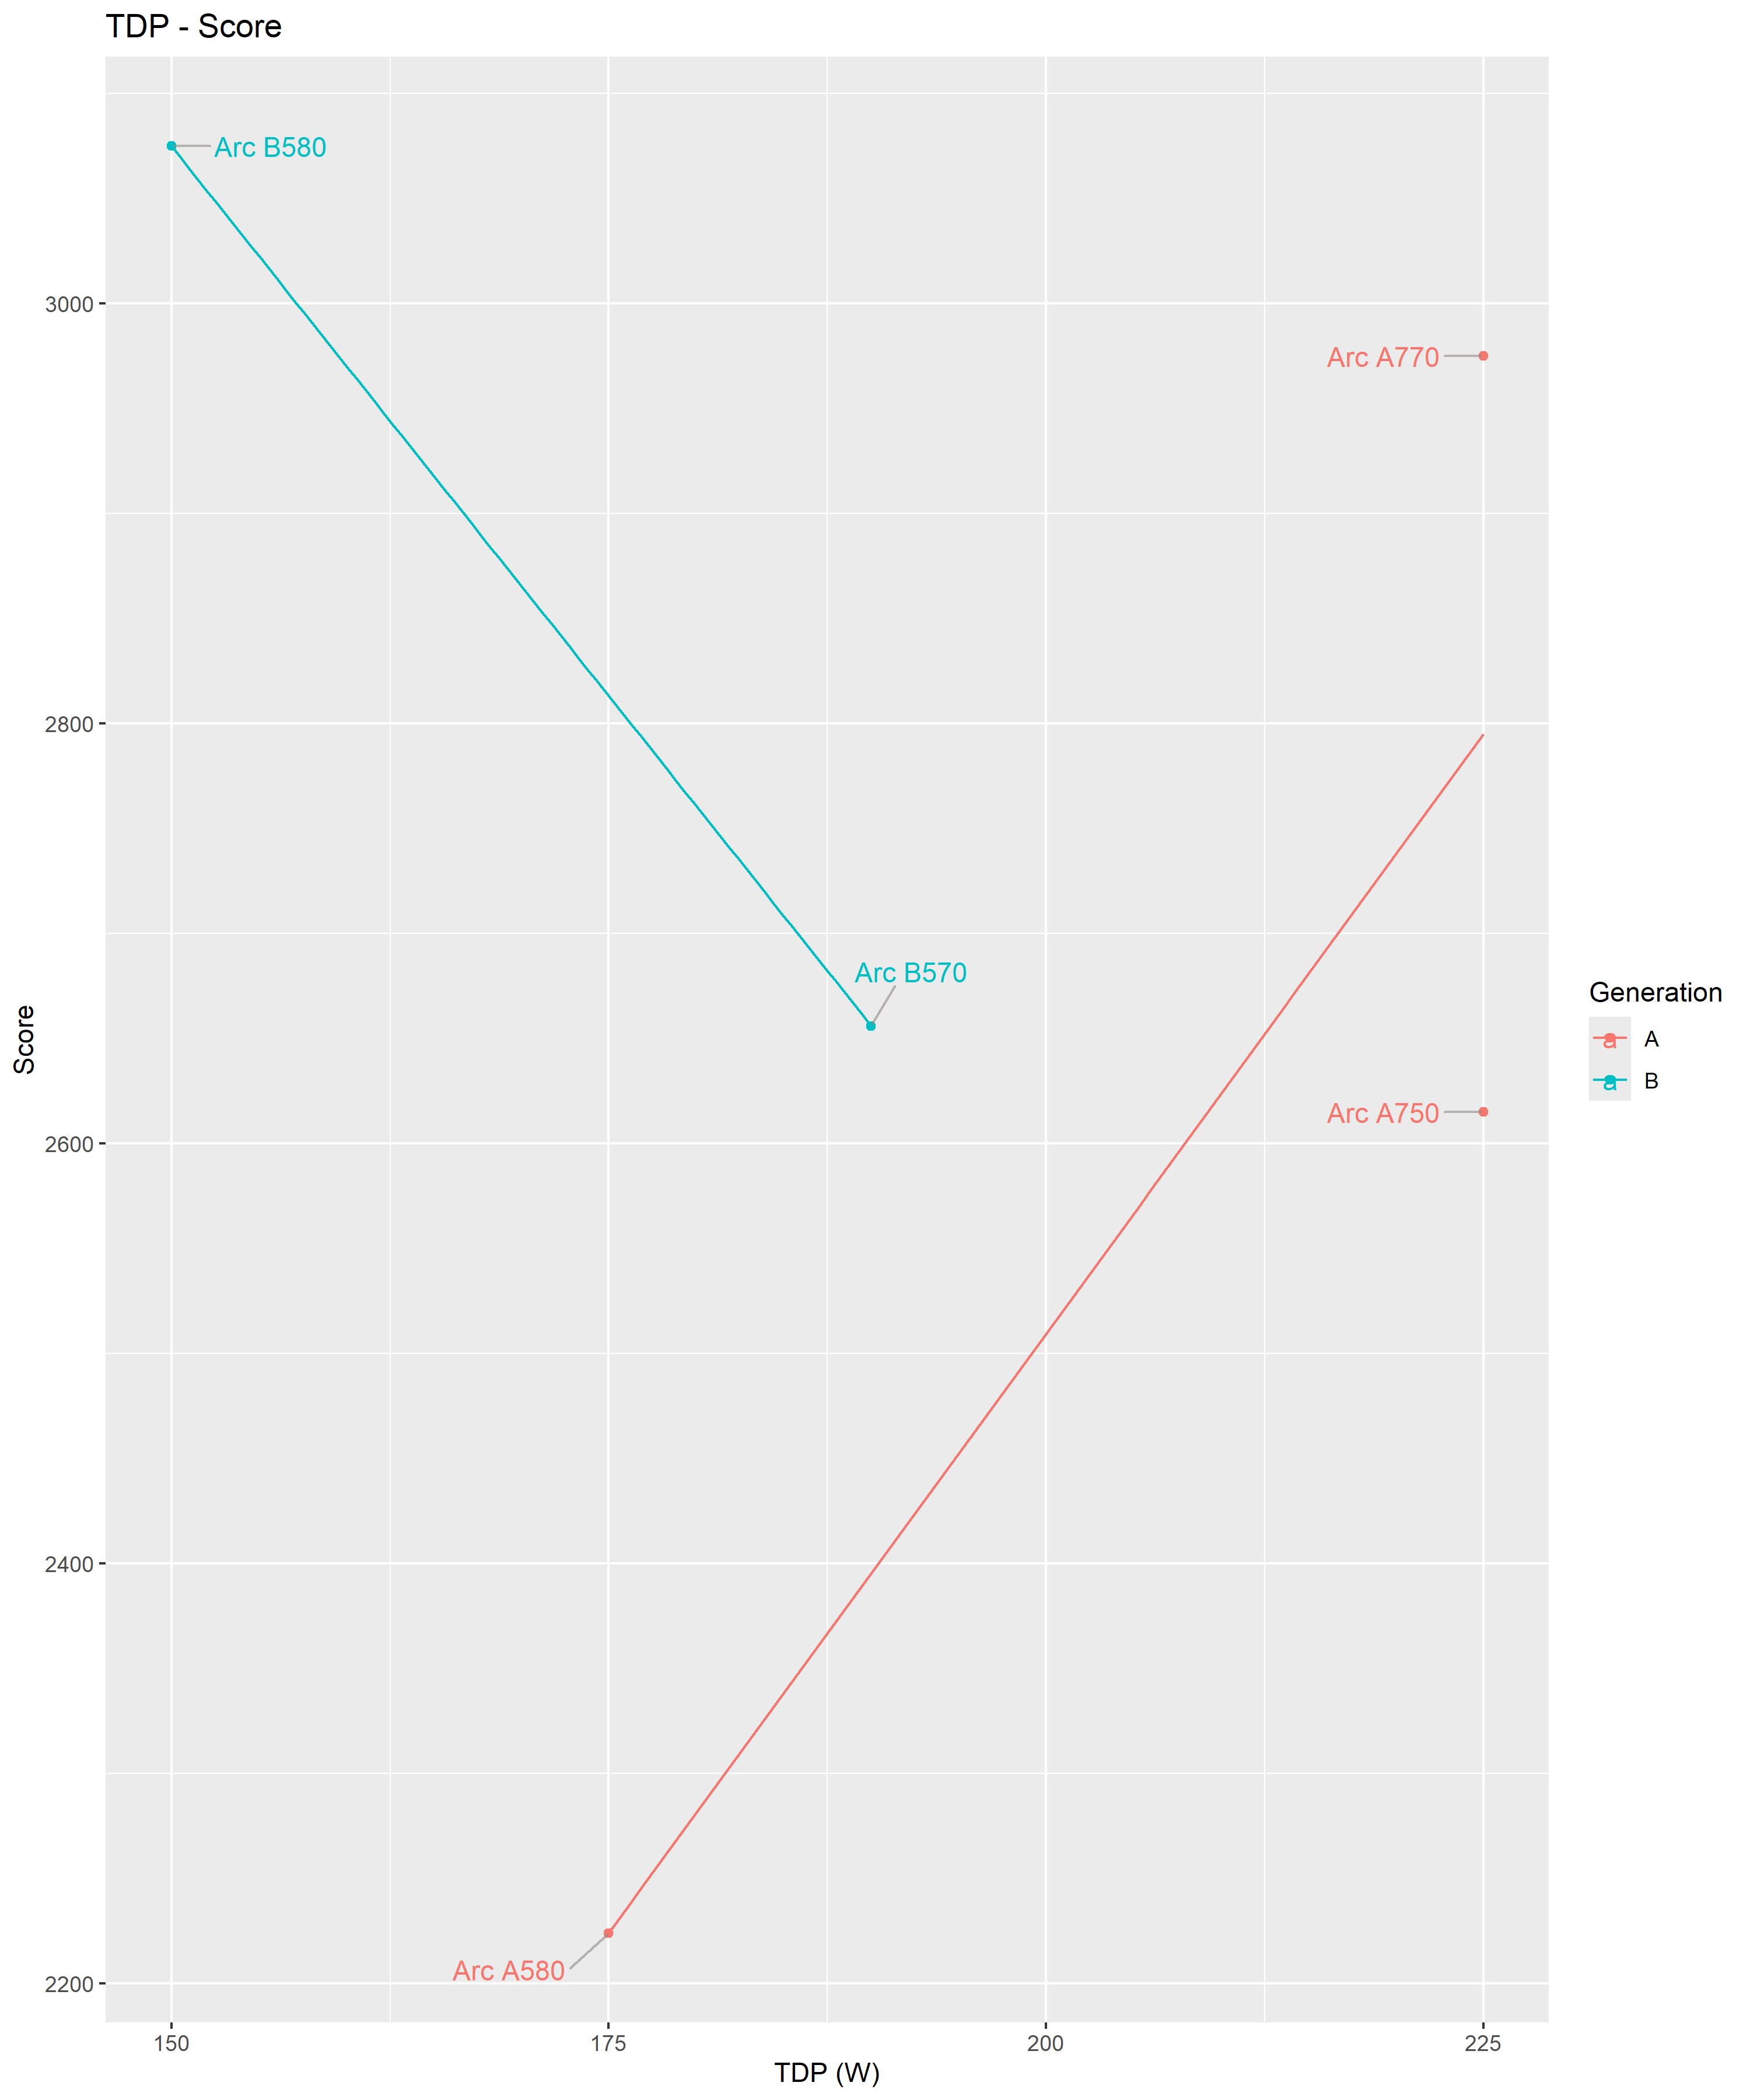 TDP - Score
Arc B580
3000
Arc A770
2800
Arc B570
Generation
Score
a A
a B
Arc A750
2600
2400
Arc A580
2200
150 175 200 225
TDP (W)